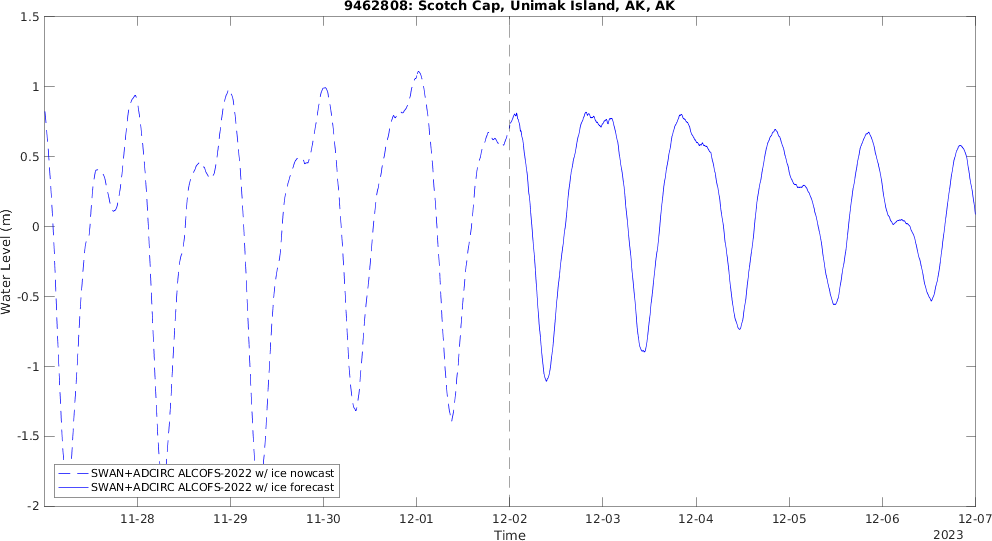 9462808: Scotch Cap, Unimak Island, AK, AK
1.5
1
0.5
0
-0.5
-1
-1.5
-2
Water Level (m)
SWAN+ADCIRC ALCOFS-2022 w/ ice nowcast
SWAN+ADCIRC ALCOFS-2022 w/ ice forecast
11-28 11-29 11-30 12-01 12-02 12-03 12-04 12-05 12-06 12-07
Time
2023